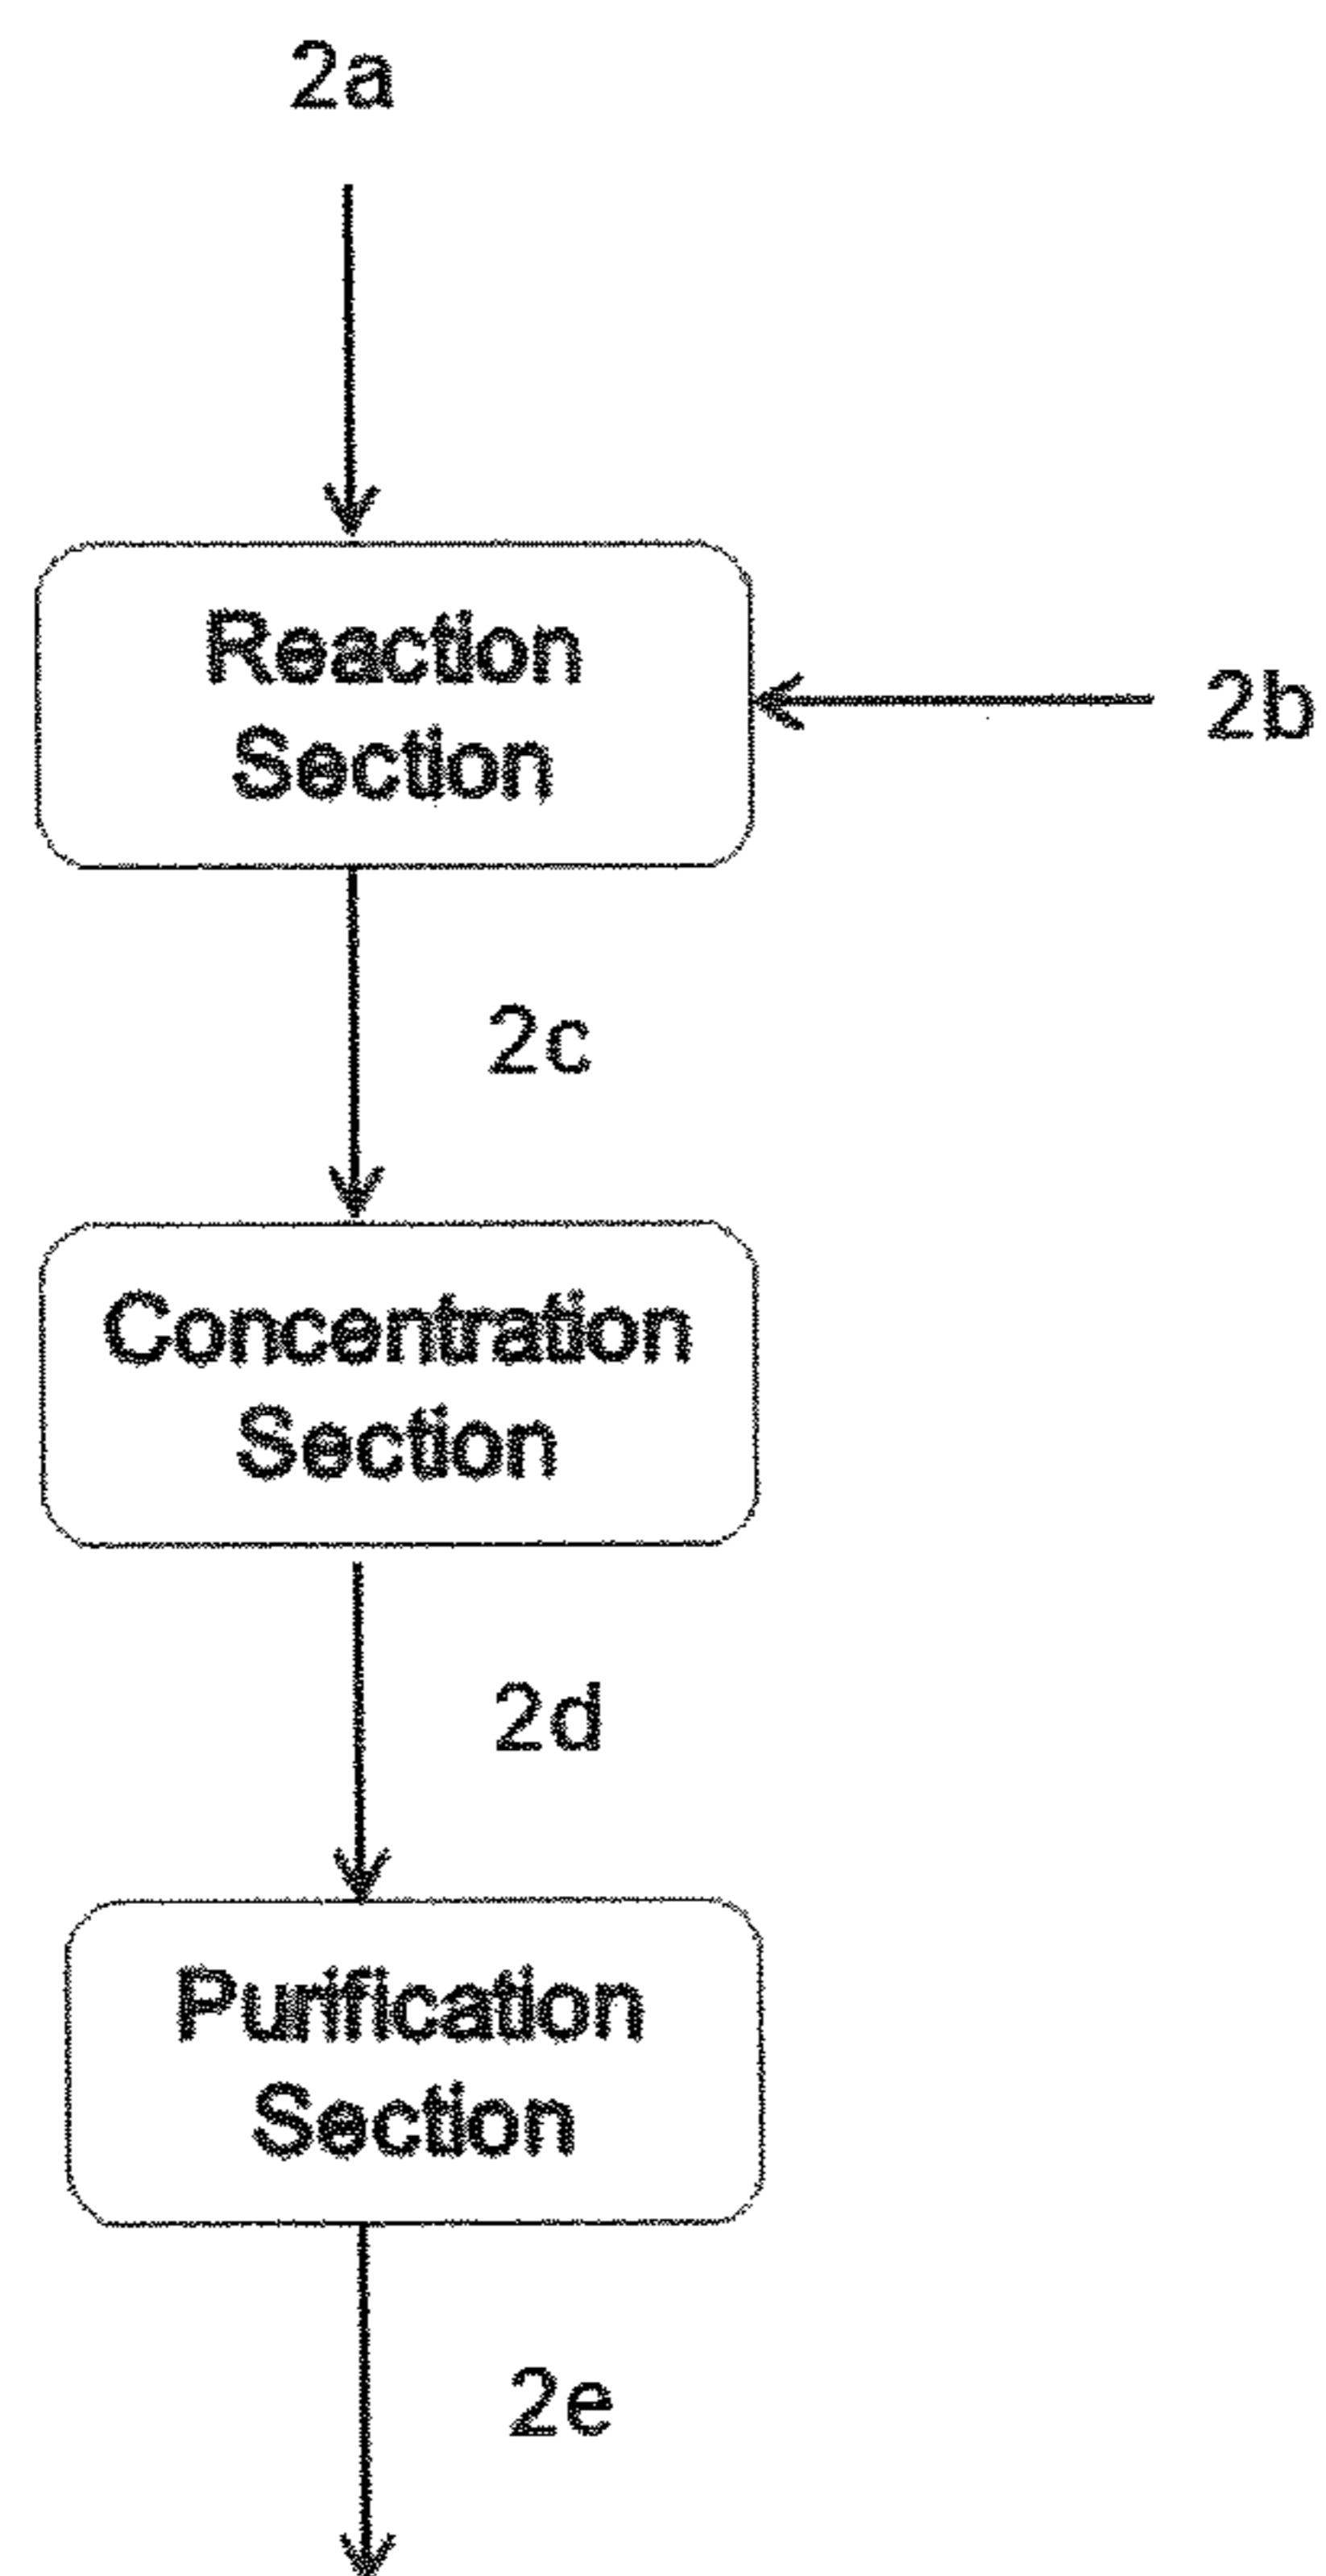 2a
Reaction
Section
2b
2c
Concentration
Section
2d
Purification
Section
2e